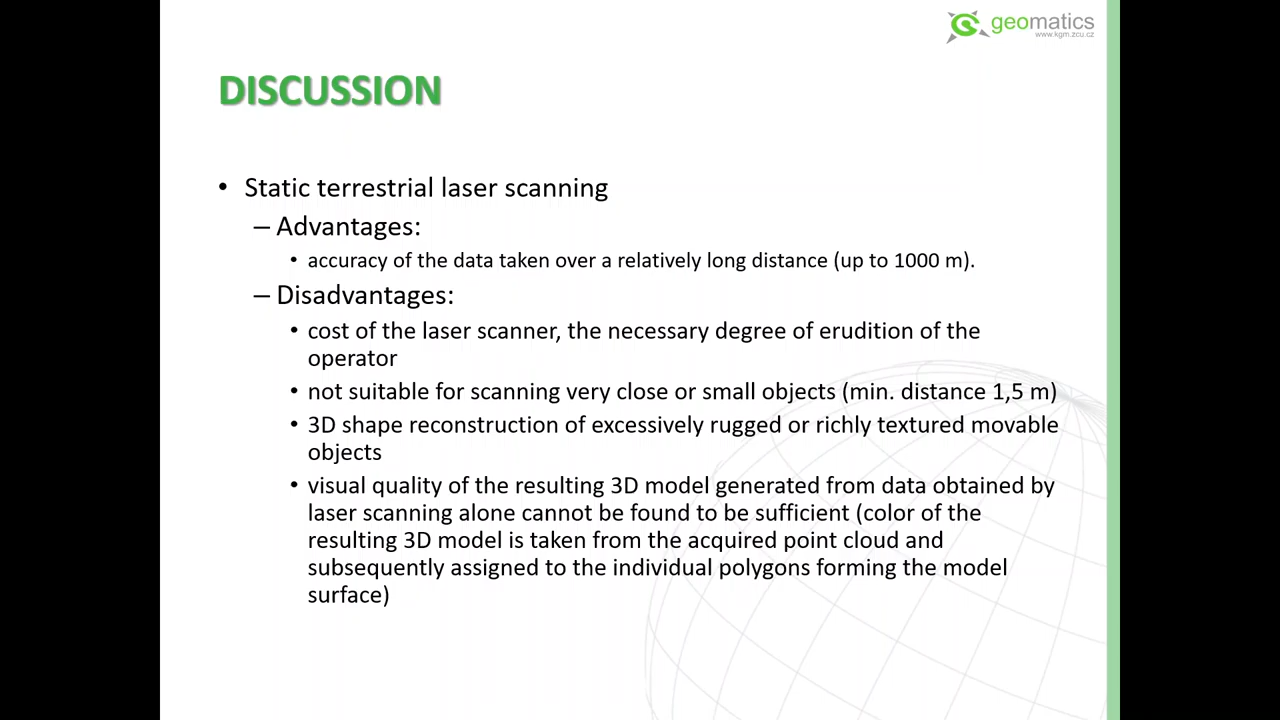 geomatics
www.kgm.zcu.cz
DISCUSSION
• Static terrestrial laser scanning
– Advantages:
• accuracy of the data taken over a relatively long distance (up to 1000 m).
– Disadvantages:
• cost of the laser scanner, the necessary degree of erudition of the
operator
• not suitable for scanning very close or small objects (min. distance 1,5 m)
• 3D shape reconstruction of excessively rugged or richly textured movable
objects
• visual quality of the resulting 3D model generated from data obtained by
laser scanning alone cannot be found to be sufficient (color of the
resulting 3D model is taken from the acquired point cloud and
subsequently assigned to the individual polygons forming the model
surface)